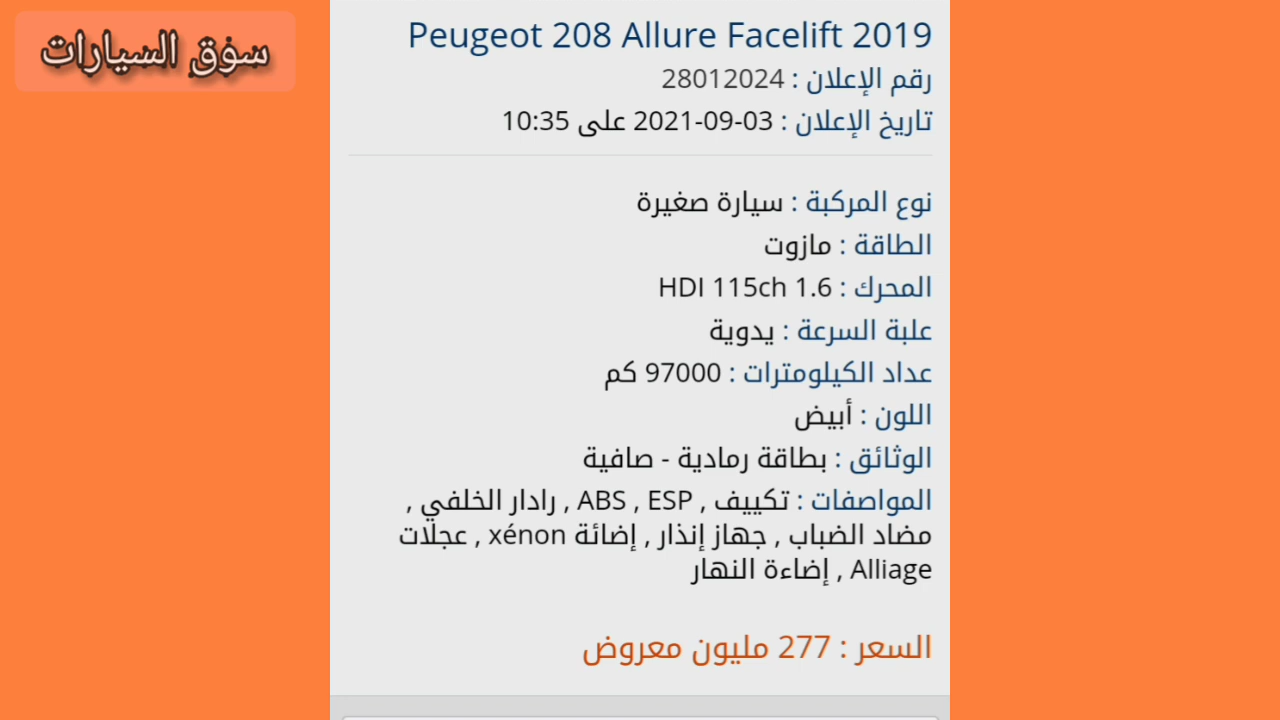 سوق السيارات
Peugeot 208 Allure Facelift 2019
رقم الإعلان : 28012024
تاريخ الإعلان : 03-09-2021 على 10:35
نوع المركبة : سيارة صغيرة
الطاقة : مازوت
المحرك : 1.6 HDI 115ch
علبة السرعة : يدوية
عداد الكيلومترات : 97000 كم
اللون : أبيض
الوثائق : بطاقة رمادية - صافية
المواصفات : تكييف , ABS , ESP , رادار الخلفي ,
مضاد الضباب , جهاز إنذار , إضائة xénon , عجلات
Alliage , إضاءة النهار
السعر : 277 مليون معروض